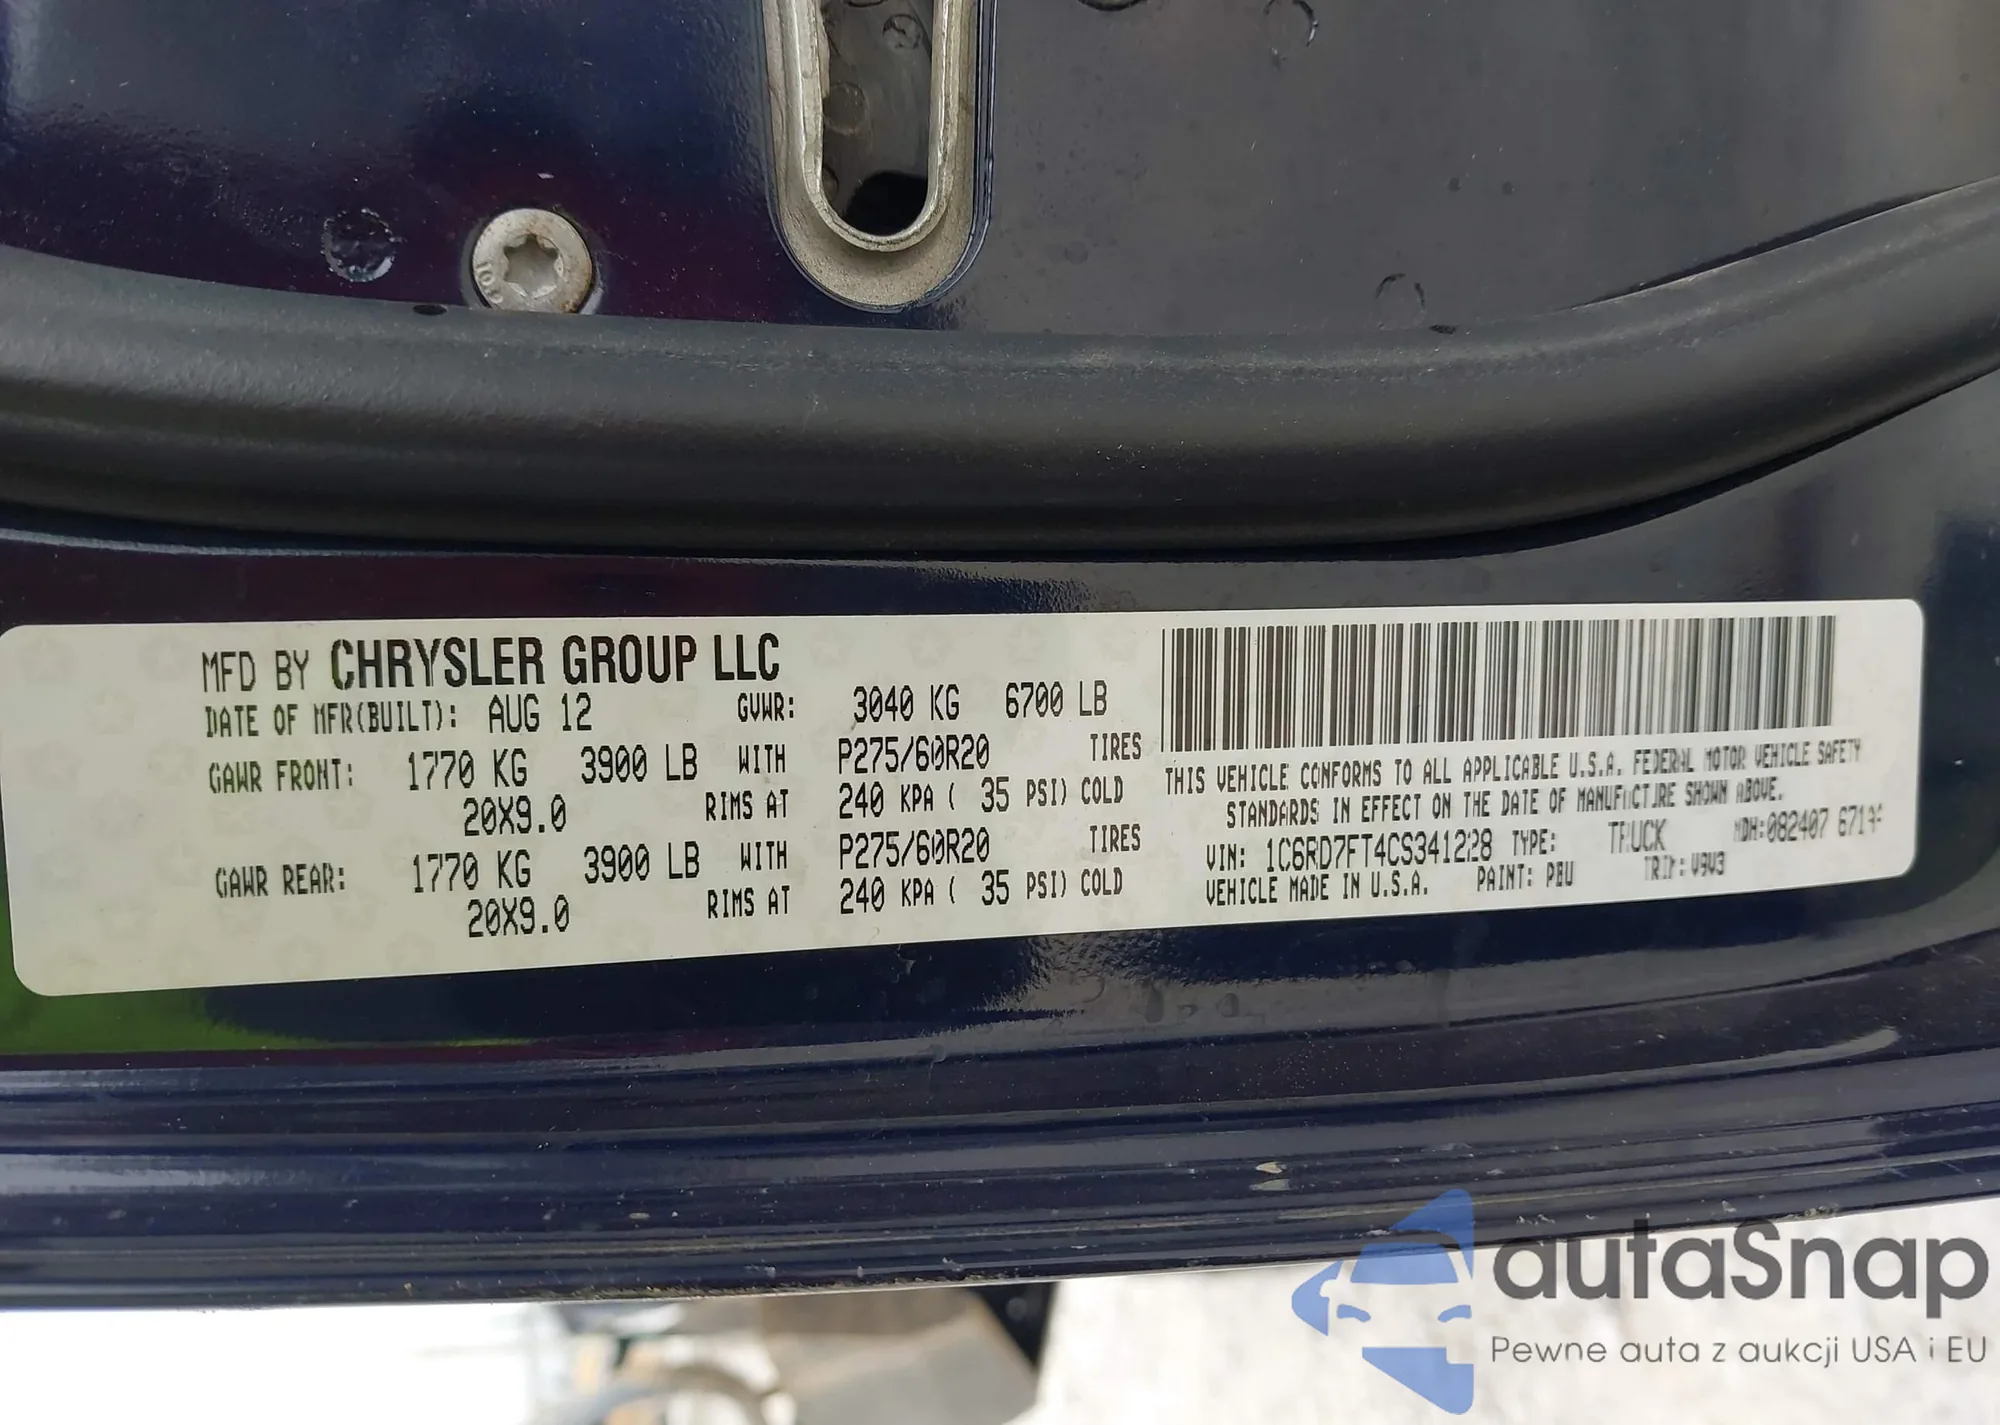 MFD BY CHRYSLER GROUP LLC
DATE OF MFR(BUILT): AUG 12 GVWR: 3040 KG 6700 LB
GAWR FRONT: 1770 KG 3900 LB WITH P275/60R20 TIRES
20X9.0 RIMS AT 240 KPA ( 35 PSI) COLD
GAWR REAR: 1770 KG 3900 LB WITH P275/60R20 TIRES
20X9.0 RIMS AT 240 KPA ( 35 PSI) COLD
THIS VEHICLE CONFORMS TO ALL APPLICABLE U.S.A. FEDERAL MOTOR VEHICLE SAFETY
STANDARDS IN EFFECT ON THE DATE OF MANUFACTURE SHOWN ABOVE.
VIN: 1C6RD7FT4CS341228 TYPE: TRUCK MDH:082407
VEHICLE MADE IN U.S.A. PAINT: PBU TRIM: V9V3
autaSnap
Pewne auta z aukcji USA i EU